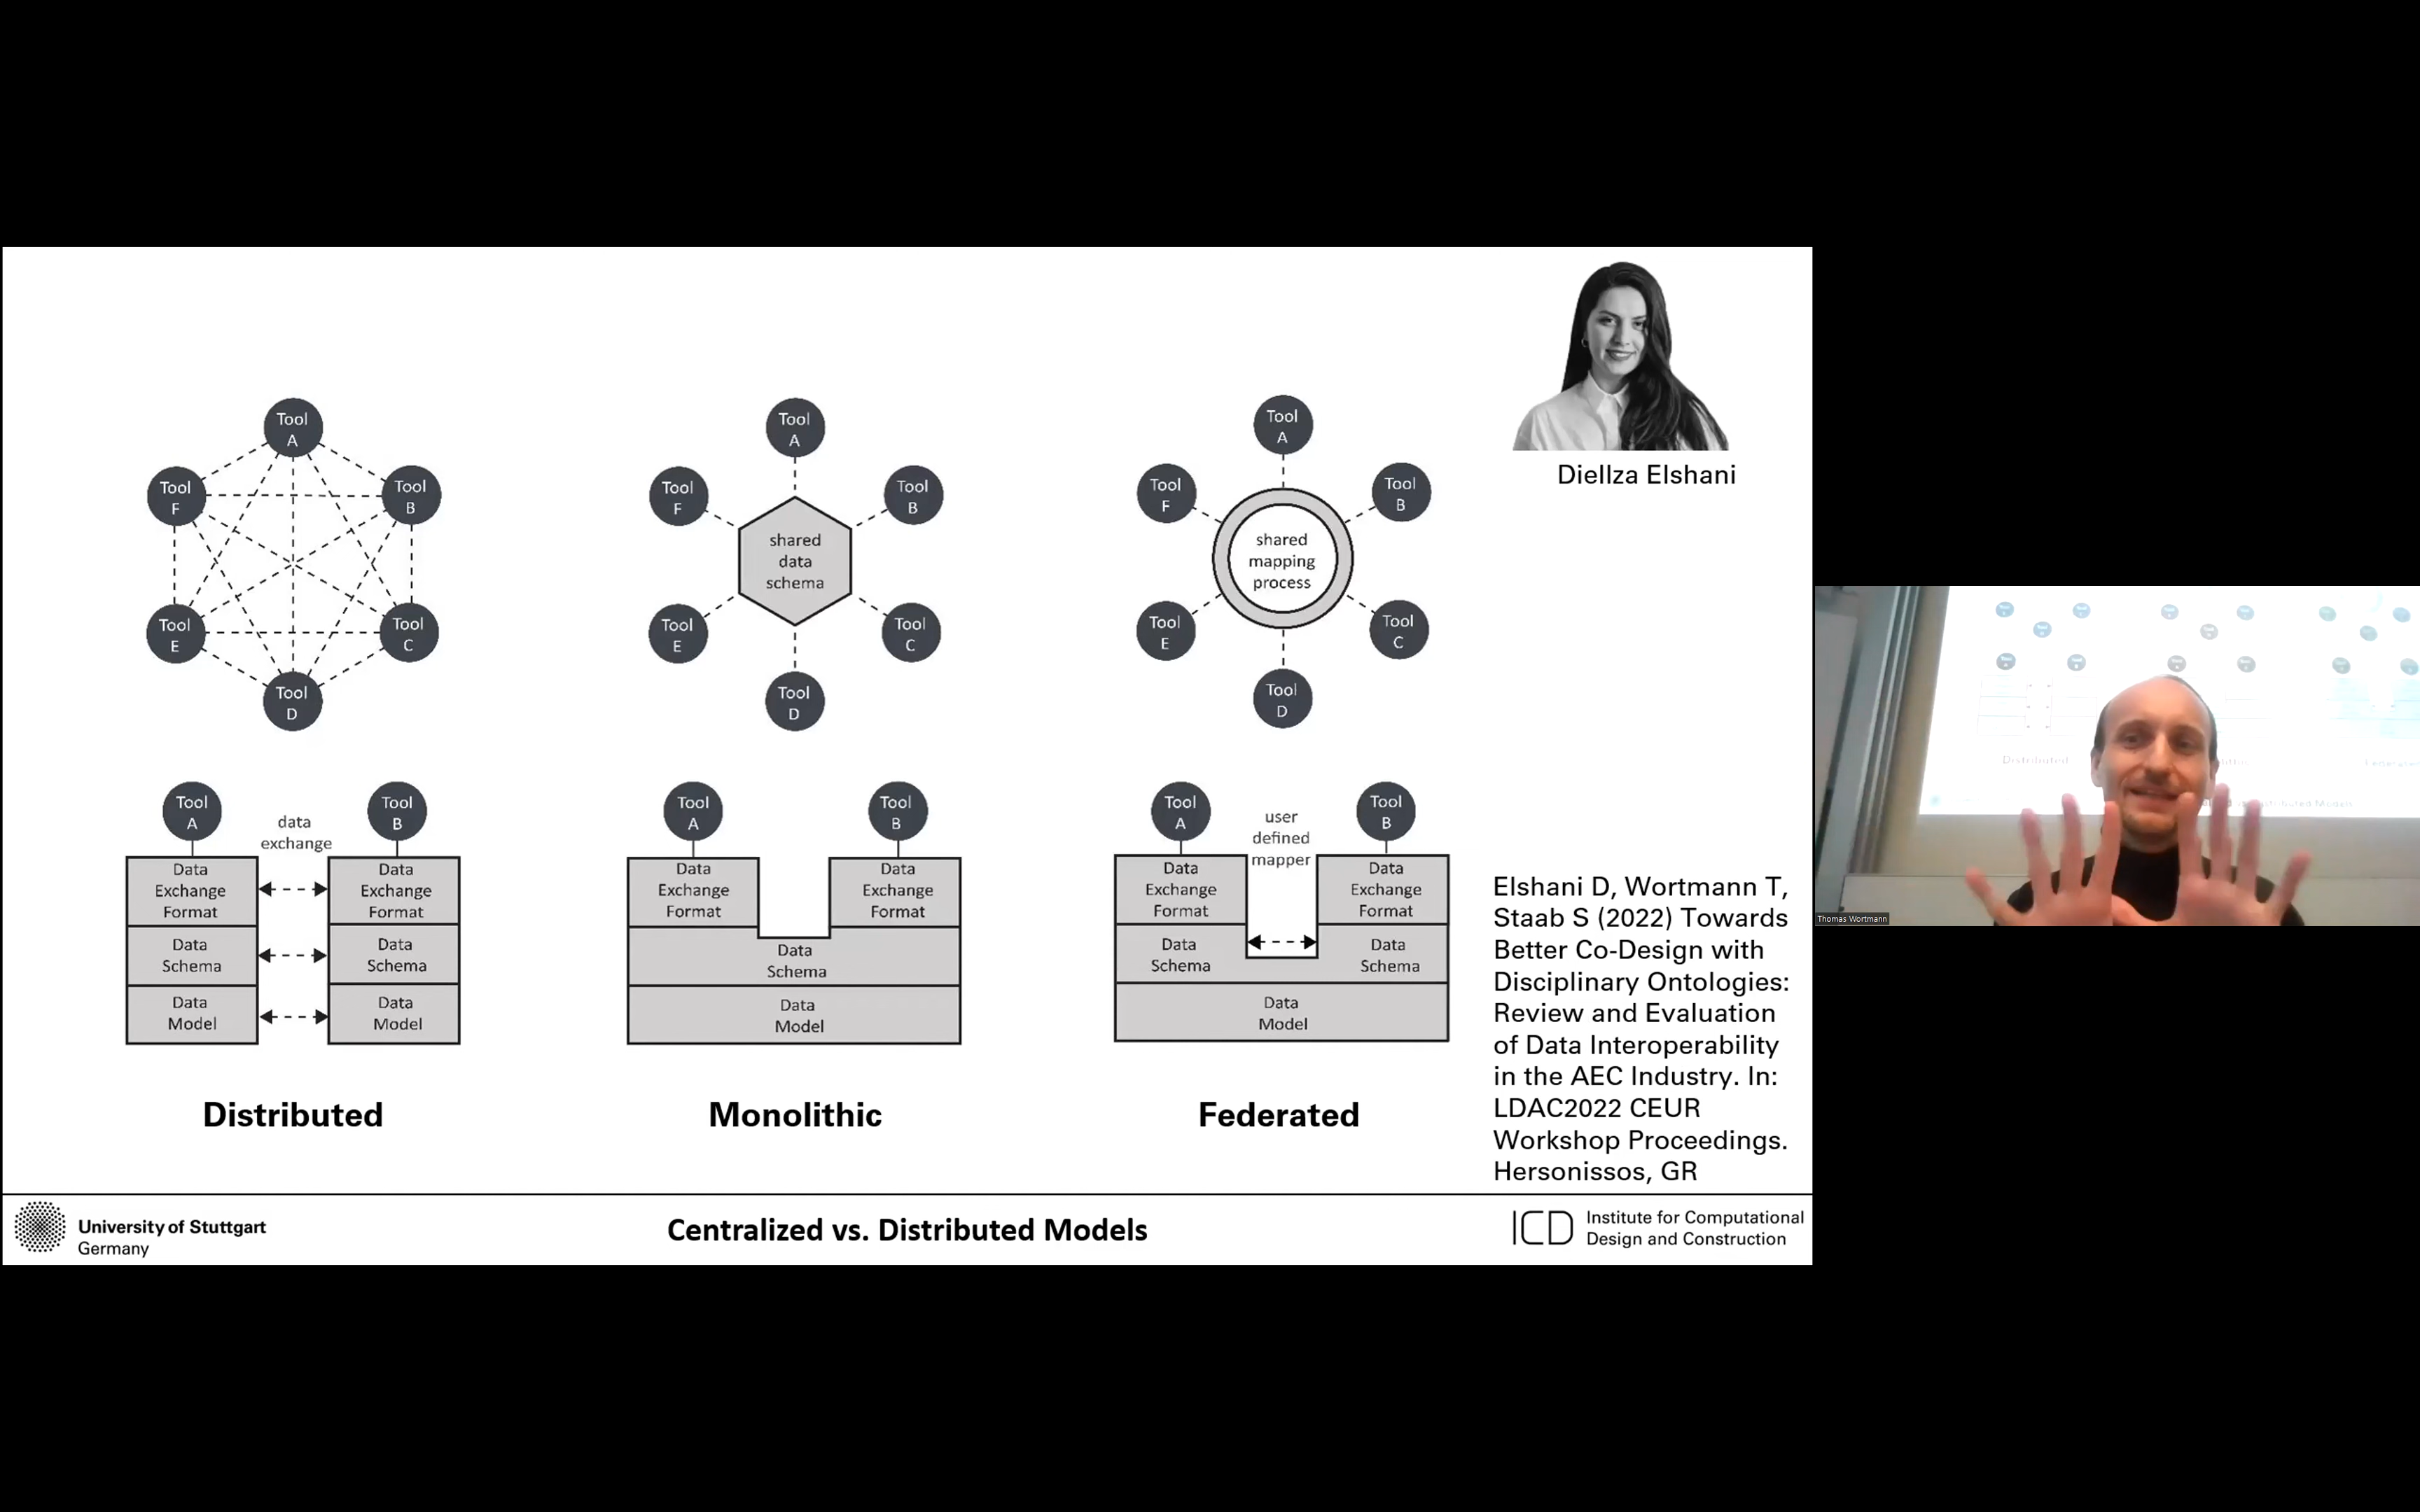 Diellza Elshani
Tool
A
Tool
F
Tool
B
Tool
E
Tool
C
Tool
D
Tool
A
Tool
F
Tool
B
shared
data
schema
Tool
E
Tool
C
Tool
D
Tool
A
Tool
F
Tool
B
shared
mapping
process
Tool
E
Tool
C
Tool
D
Tool
A
data
exchange
Tool
B
Data
Exchange
Format
Data
Exchange
Format
Data
Schema
Data
Schema
Data
Model
Data
Model
Distributed
Tool
A
Tool
B
Data
Exchange
Format
Data
Exchange
Format
Data
Schema
Data
Model
Monolithic
Tool
A
user
defined
mapper
Tool
B
Data
Exchange
Format
Data
Exchange
Format
Data
Schema
Data
Schema
Data
Model
Federated
Elshani D, Wortmann T,
Staab S (2022) Towards
Better Co-Design with
Disciplinary Ontologies:
Review and Evaluation
of Data Interoperability
in the AEC Industry. In:
LDAC2022 CEUR
Workshop Proceedings.
Hersonissos, GR
University of Stuttgart
Germany
Centralized vs. Distributed Models
ICD
Institute for Computational
Design and Construction
Distributed
Thomas Wortmann